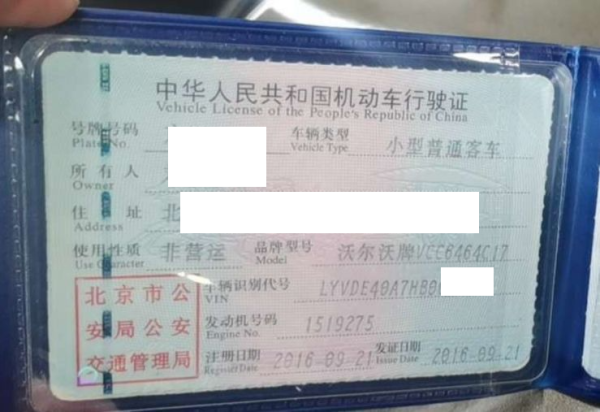 中华人民共和国机动车行驶证
Vehicle License of the People's Republic of China
号牌号码 车辆类型 小型普通客车
Plate No. Vehicle Type
所有人
Owner
住址 北
Address
使用性质 非营运 品牌型号 沃尔沃牌VCC6464C17
Use Character Model
北京市公 车辆识别代号 LYVDE40A7HB0
VIN
安局公安 发动机号码 1519275
Engine No.
交通管理局 注册日期 2016-09-21 发证日期 2016-09-21
Register Date Issue Date